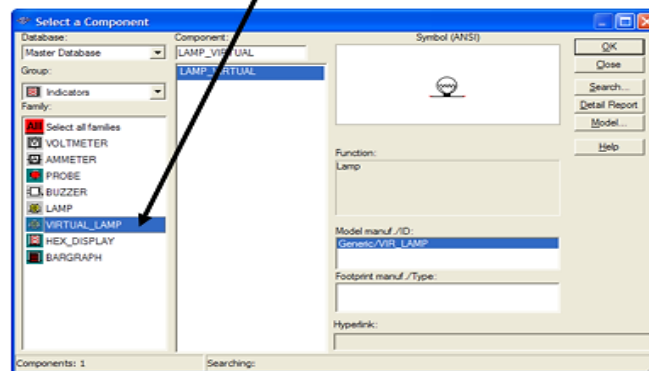 Select a Component
Database:
Master Database
Group:
Indicators
Family:
All Select all families
VOLTMETER
AMMETER
PROBE
BUZZER
LAMP
VIRTUAL_LAMP
HEX_DISPLAY
BARGRAPH
Component:
LAMP_VIRTUAL
LAMP_VIRTUAL
Symbol (ANSI)
Function:
Lamp
Model manuf./ID:
Generic/VIR_LAMP
Footprint manuf./Type:
Hyperlink:
OK
Close
Search...
Detail Report
Model...
Help
Components: 1
Searching: